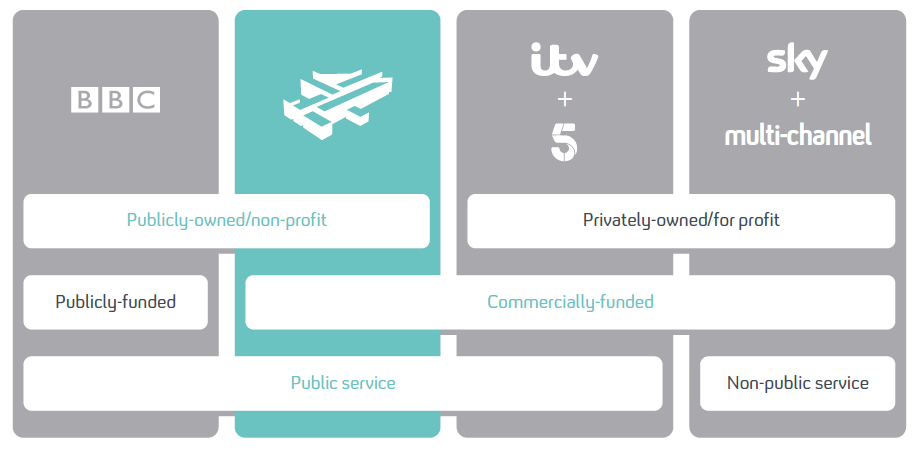 BBC
itv
+
5
sky
+
multi-channel
Publicly-owned/non-profit
Privately-owned/for profit
Publicly-funded
Commercially-funded
Public service
Non-public service